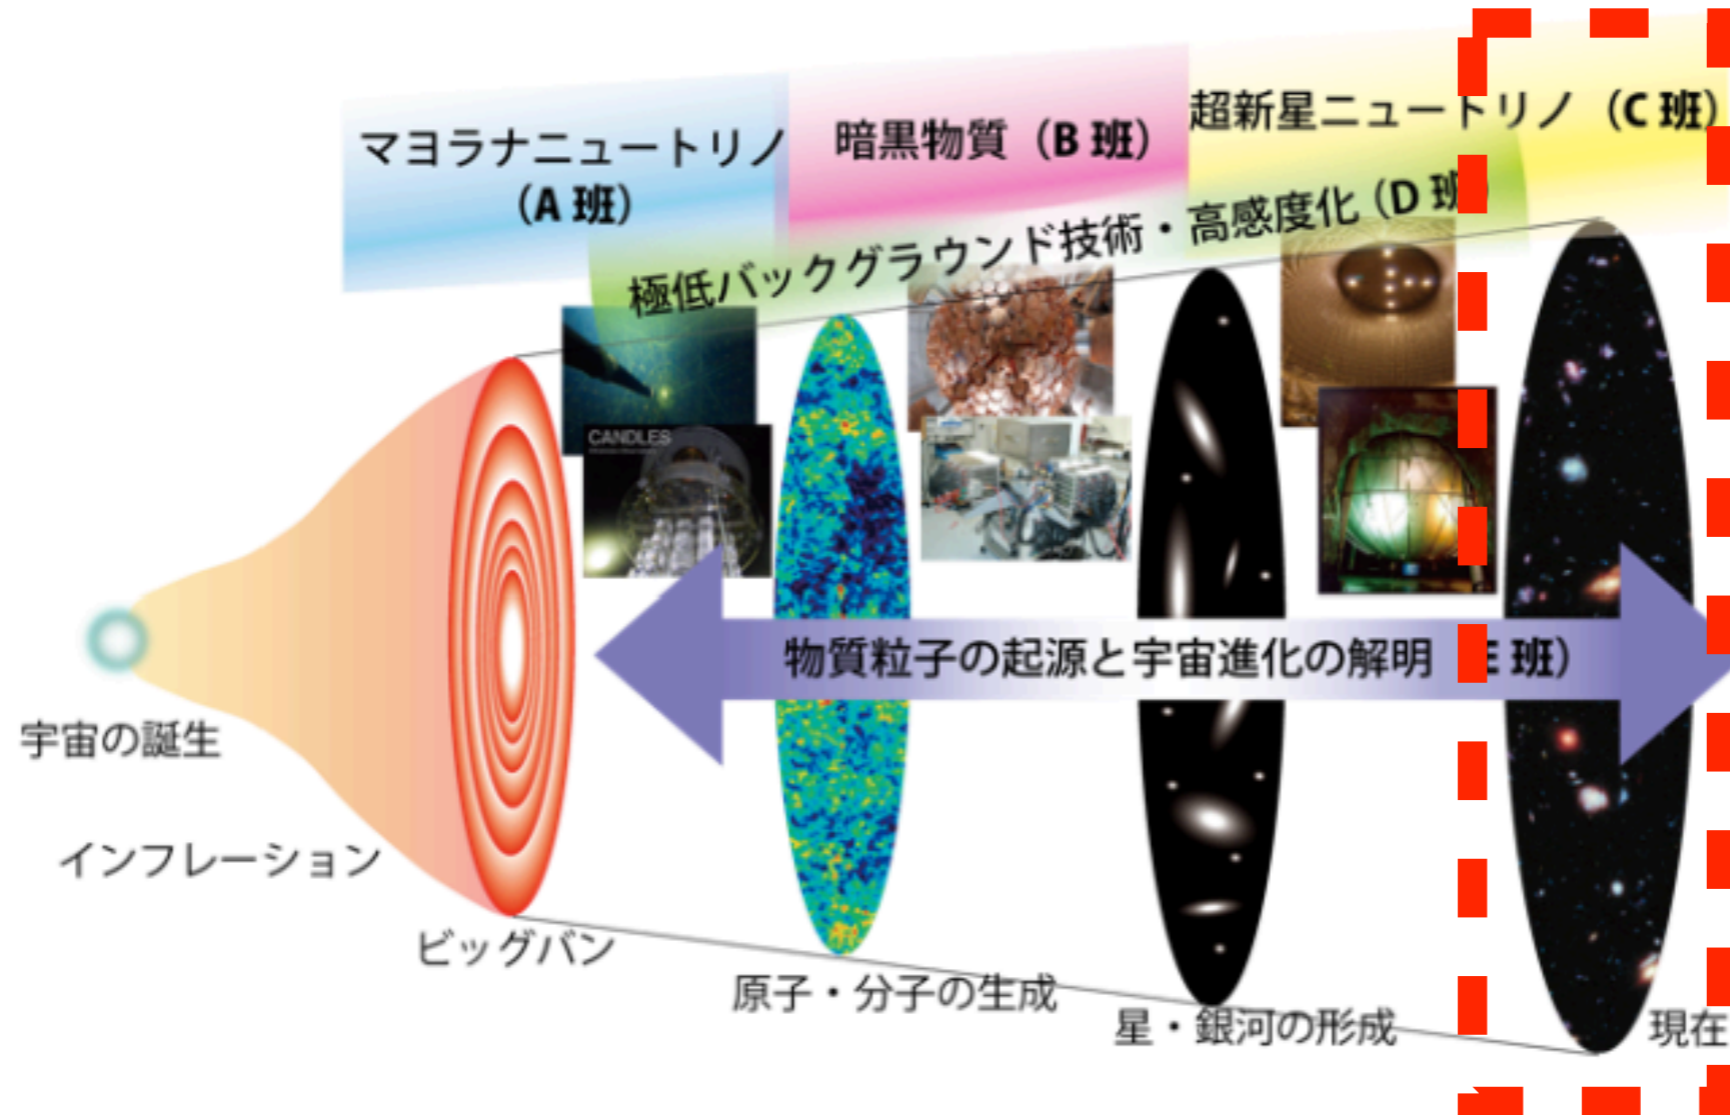 マヨラナニュートリノ
(A 班)
暗黒物質 (B 班)
超新星ニュートリノ (C 班)
極低バックグラウンド技術・高感度化 (D 班
CANDLES
物質粒子の起源と宇宙進化の解明
E 班)
宇宙の誕生
インフレーション
ビッグバン
原子・分子の生成
星・銀河の形成
現在